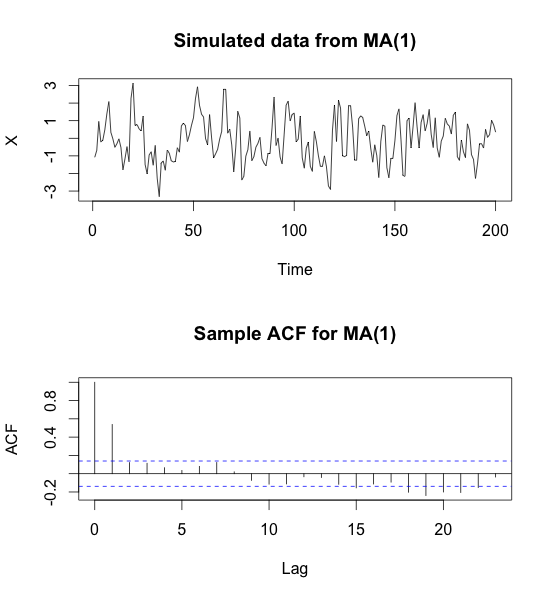 Simulated data from MA(1)
X
3
1
-1
-3
0 50 100 150 200
Time
Sample ACF for MA(1)
ACF
0.8
0.4
-0.2
0 5 10 15 20
Lag